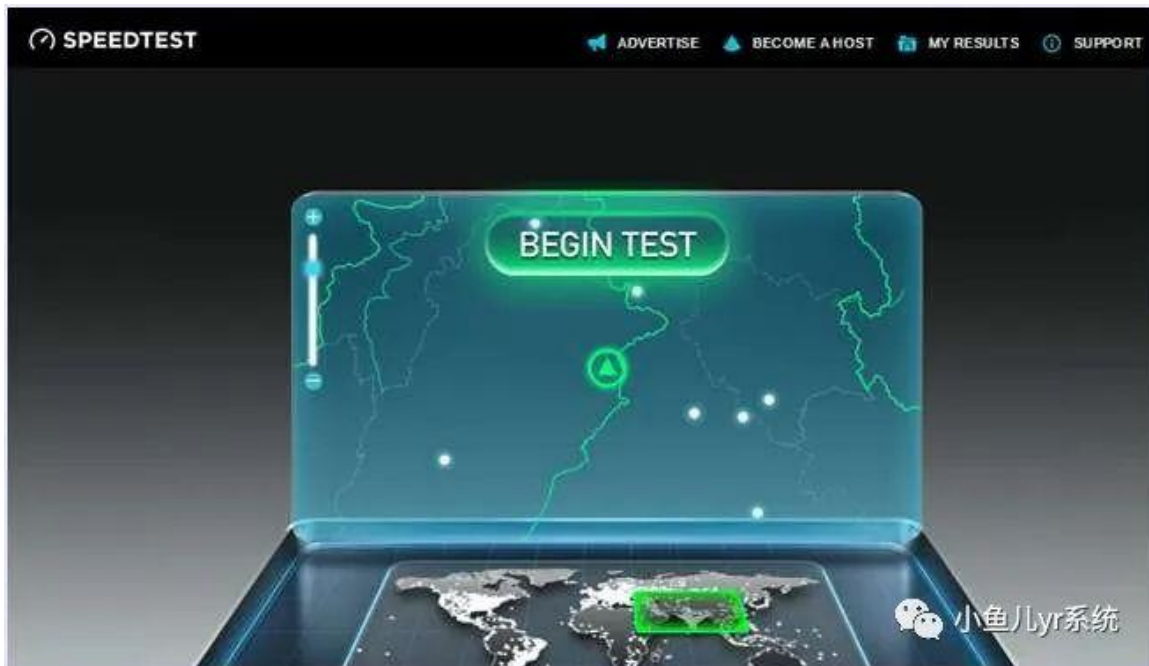 SPEEDTEST
ADVERTISE
BECOME A HOST
MY RESULTS
SUPPORT
BEGIN TEST
小鱼儿yr系统